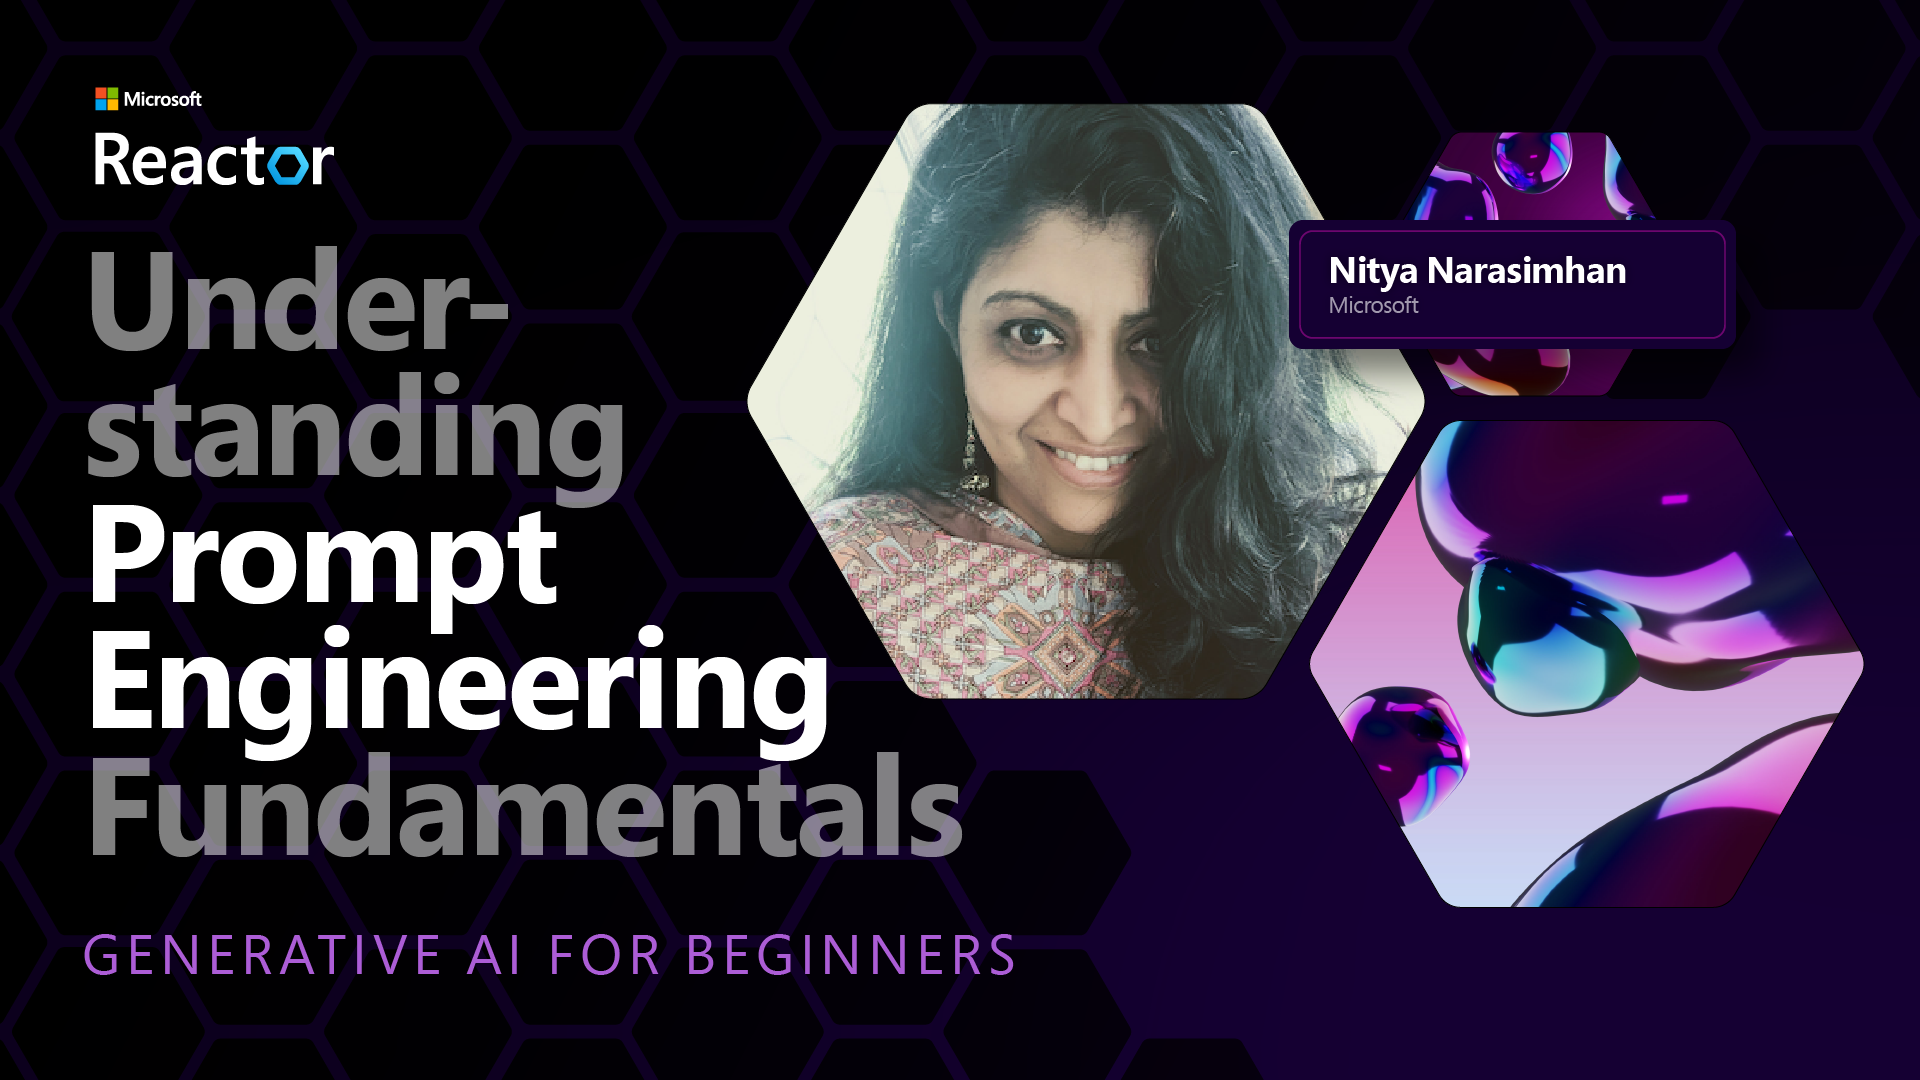 Microsoft
Reactor
Under-
standing
Prompt
Engineering
Fundamentals
GENERATIVE AI FOR BEGINNERS
Nitya Narasimhan
Microsoft